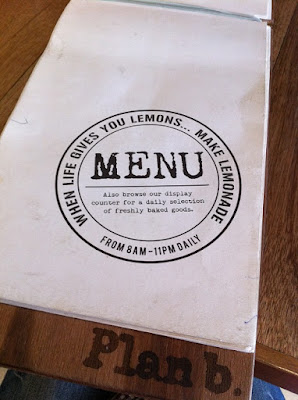 WHEN LIFE GIVES YOU LEMONS... MAKE LEMONADE
MENU
Also browse our display
counter for a daily selection
of freshly baked goods.
FROM 8AM-11PM DAILY
Plan b.